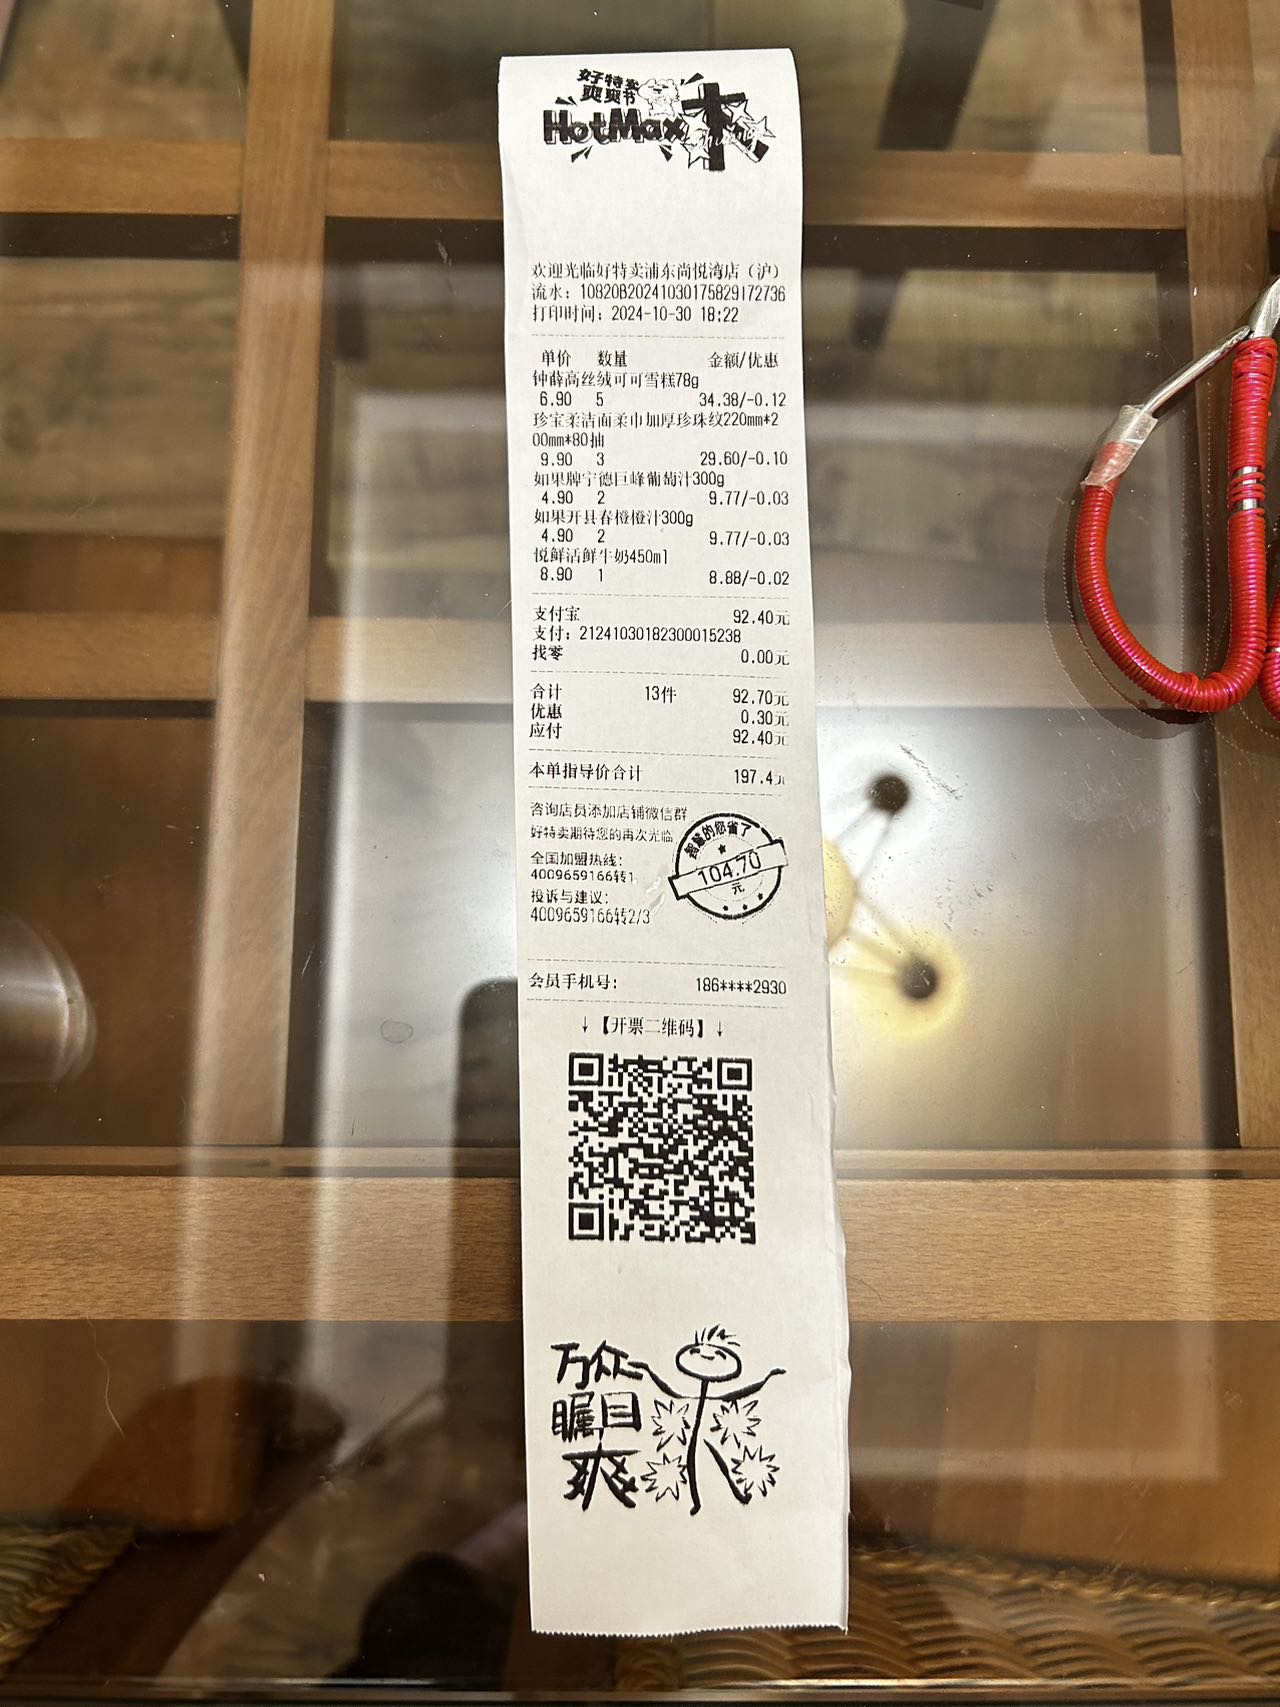 好特卖
爽爽节
HotMax
欢迎光临好特卖浦东尚悦湾店（沪）
流水：10820B20241030175829172736
打印时间：2024-10-30 18:22
单价 数量 金额/优惠
钟薛高丝绒可可雪糕78g
6.90 5 34.38/-0.12
珍宝柔洁面柔巾加厚珍珠纹220mm*2
00mm*80抽
9.90 3 29.60/-0.10
如果牌宁德巨峰葡萄汁300g
4.90 2 9.77/-0.03
如果开县春橙橙汁300g
4.90 2 9.77/-0.03
悦鲜活鲜牛奶450ml
8.90 1 8.88/-0.02
支付宝 92.40元
支付：21241030182300015238
找零 0.00元
合计 13件 92.70元
优惠 0.30元
应付 92.40元
本单指导价合计 197.4元
咨询店员添加店铺微信群
好特卖期待您的再次光临
全国加盟热线：
4009659166转1
投诉与建议：
4009659166转2/3
智慧的您省了
104.70
元
会员手机号： 186****2930
↓【开票二维码】↓
万众
瞩目
爽